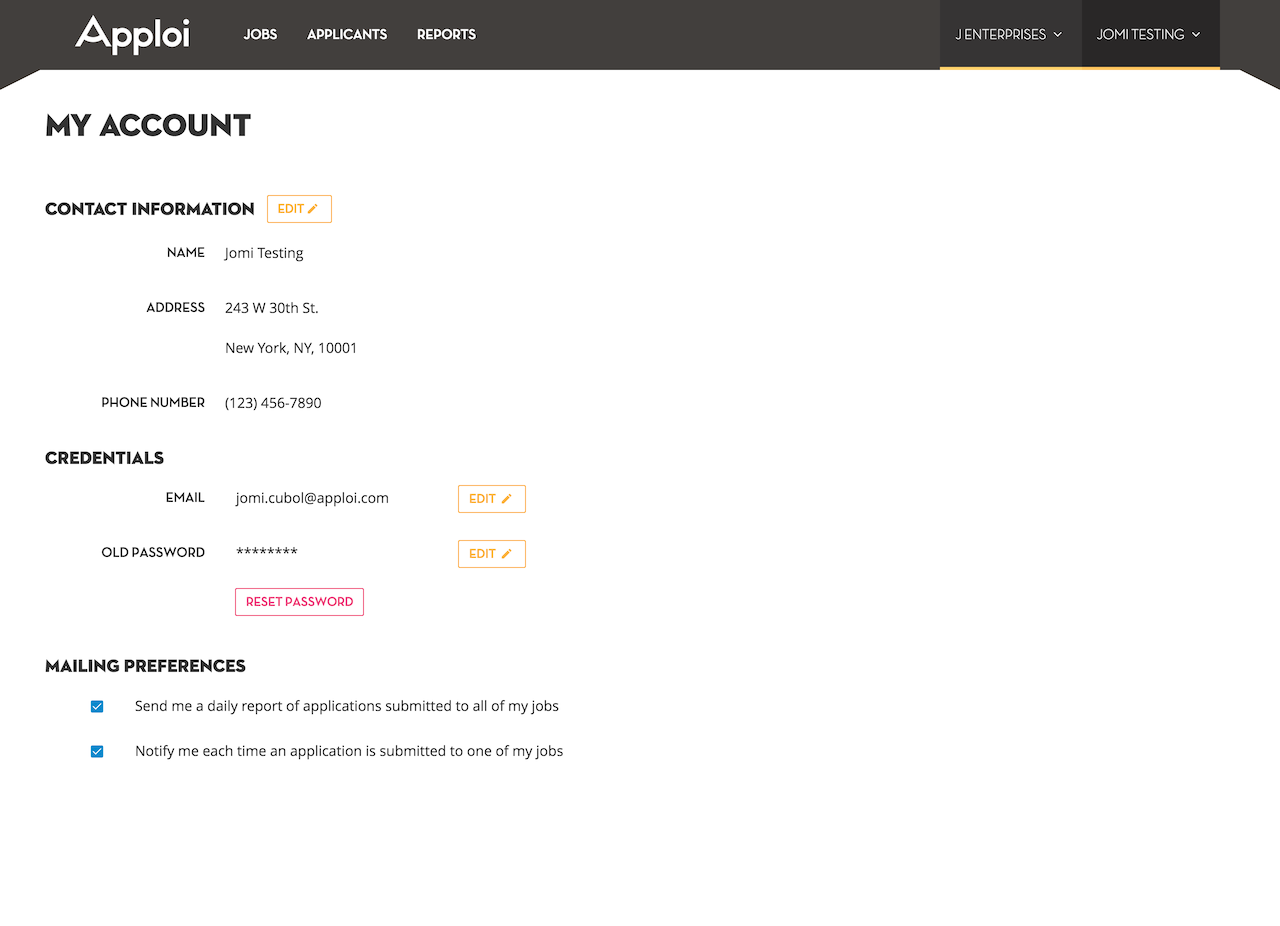 Apploi JOBS APPLICANTS REPORTS J ENTERPRISES JOMI TESTING
MY ACCOUNT
CONTACT INFORMATION EDIT
NAME Jomi Testing
ADDRESS 243 W 30th St.
New York, NY, 10001
PHONE NUMBER (123) 456-7890
CREDENTIALS
EMAIL jomi.cubol@apploi.com EDIT
OLD PASSWORD ******** EDIT
RESET PASSWORD
MAILING PREFERENCES
Send me a daily report of applications submitted to all of my jobs
Notify me each time an application is submitted to one of my jobs